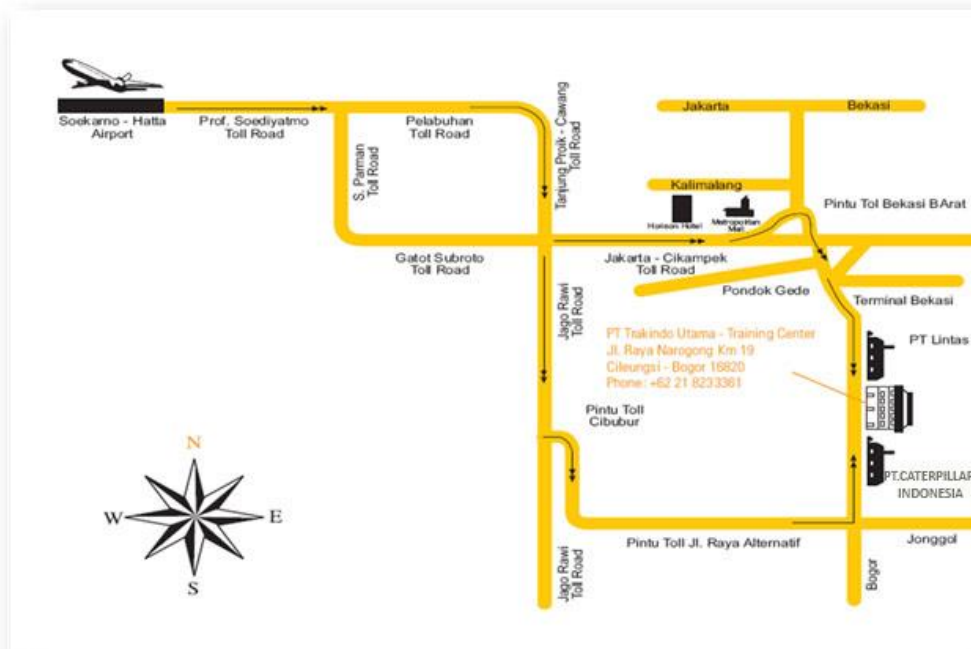 Soekarno - Hatta
Airport
Prof. Soediyatmo
Toll Road
Pelabuhan
Toll Road
S. Parman
Toll Road
Tanjung Proik - Cawang
Toll Road
Jakarta
Bekasi
Kalimalang
Horison Hotel
Metropolitan
Mall
Pintu Tol Bekasi BArat
Gatot Subroto
Toll Road
Jakarta - Cikampek
Toll Road
Pondok Gede
Terminal Bekasi
Jago Rawi
Toll Road
PT Trakindo Utama - Training Center
Jl. Raya Narogong Km 19
Cileungsi - Bogor 16820
Phone: +62 21 8233361
PT Lintas
Pintu Toll
Cibubur
N
W
E
S
PT.CATERPILLAR
INDONESIA
Pintu Toll Jl. Raya Alternatif
Jonggol
Jago Rawi
Toll Road
Bogor